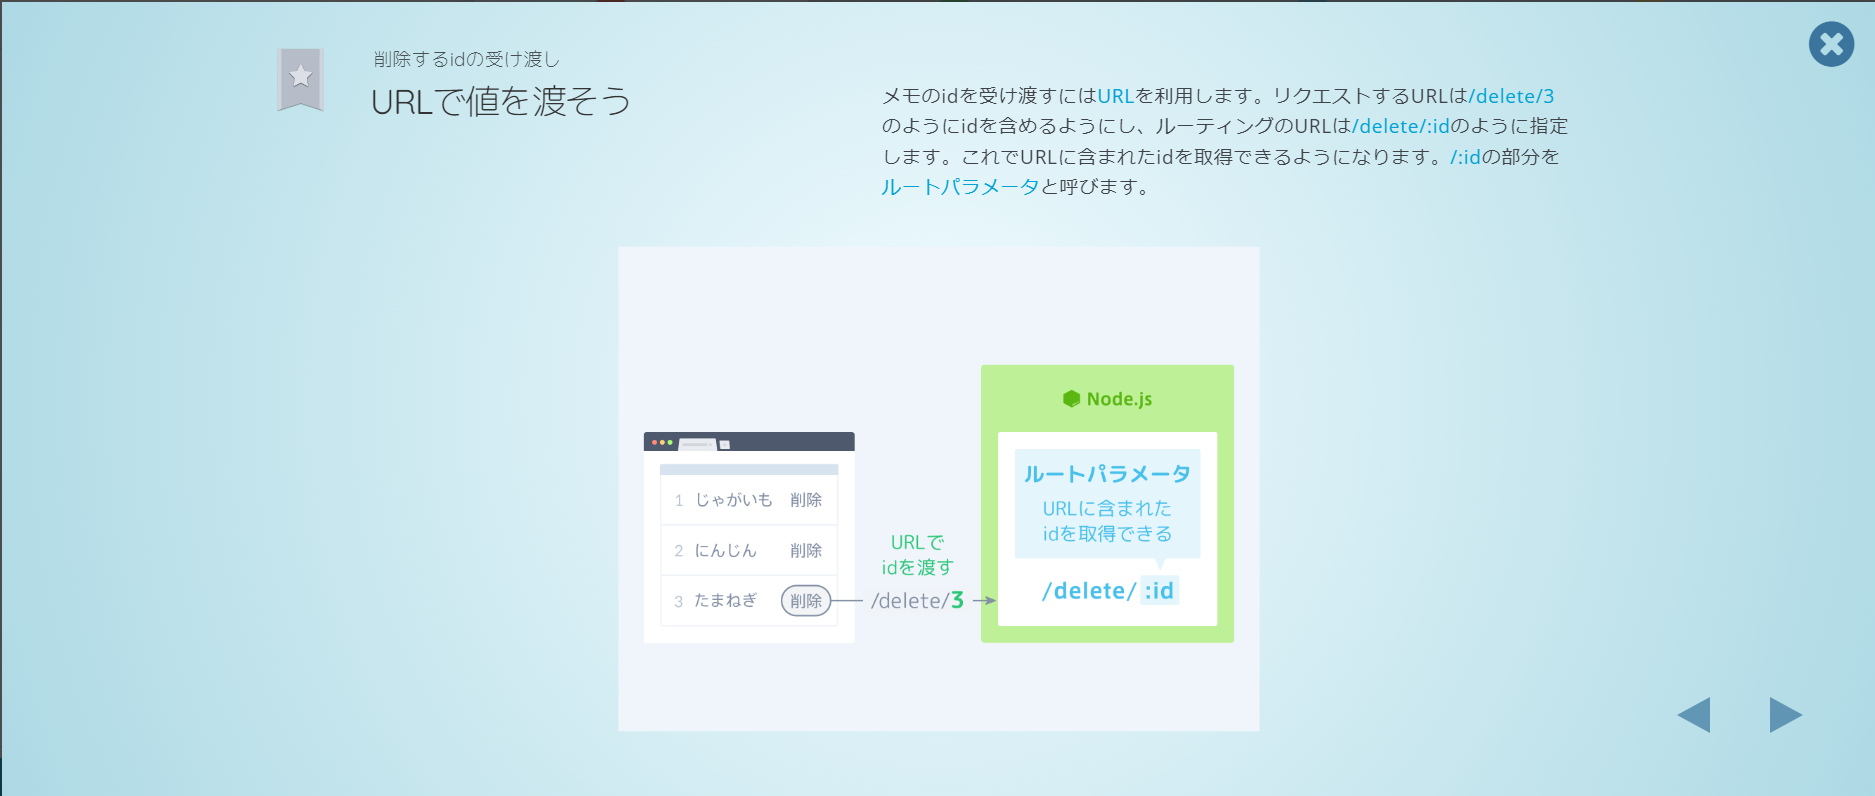 削除するidの受け渡し
URLで値を渡そう
メモのidを受け渡すにはURLを利用します。リクエストするURLは/delete/3
のようにidを含めるようにし、ルーティングのURLは/delete/:idのように指定
します。これでURLに含まれたidを取得できるようになります。/:idの部分を
ルートパラメータと呼びます。
Node.js
ルートパラメータ
URLに含まれた
idを取得できる
/delete/:id
1 じゃがいも 削除
2 にんじん 削除
3 たまねぎ 削除
URLで
idを渡す
/delete/3